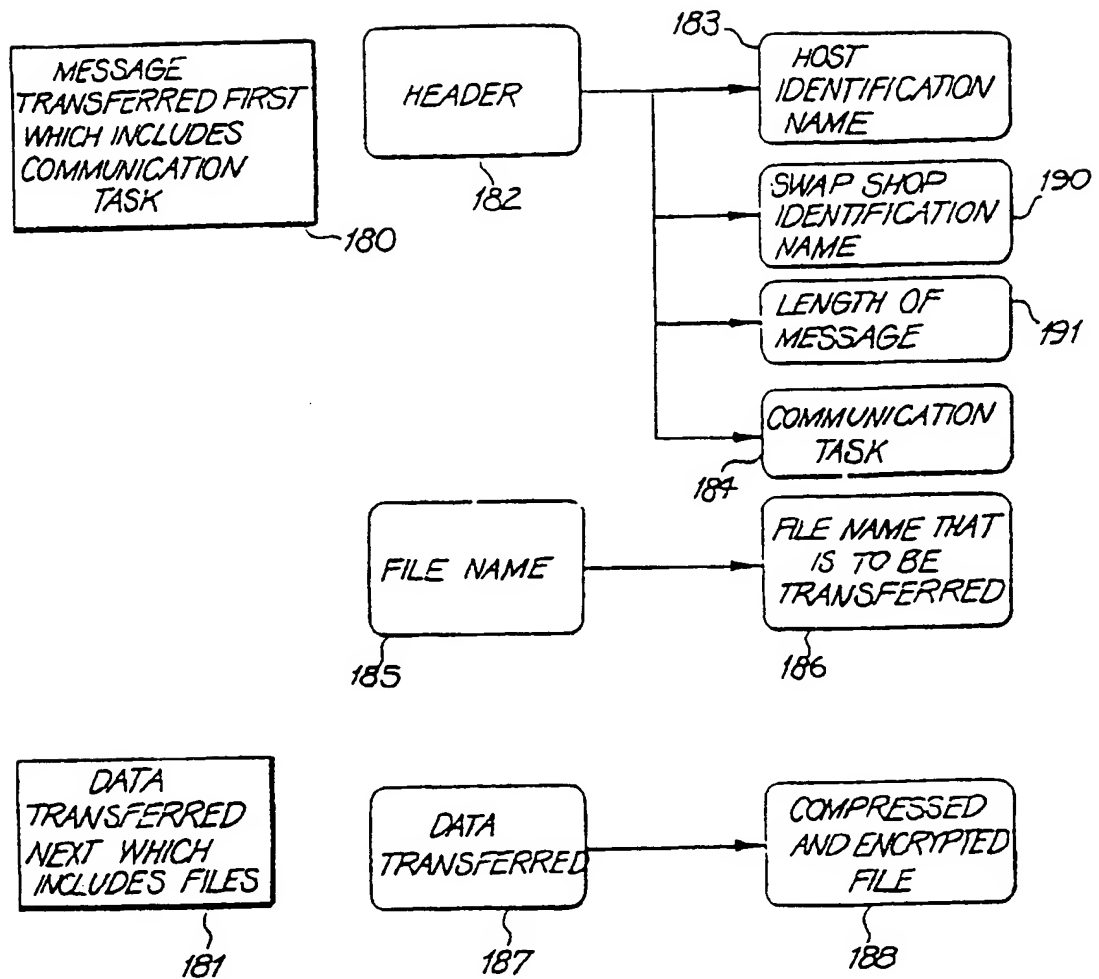 MESSAGE
TRANSFERRED FIRST
WHICH INCLUDES
COMMUNICATION
TASK
180
HEADER
182
183
HOST
IDENTIFICATION
NAME
SWAP SHOP
IDENTIFICATION
NAME
190
LENGTH OF
MESSAGE
191
COMMUNICATION
TASK
184
FILE NAME
185
FILE NAME THAT
IS TO BE
TRANSFERRED
186
DATA
TRANSFERRED
NEXT WHICH
INCLUDES FILES
181
DATA
TRANSFERRED
187
COMPRESSED
AND ENCRYPTED
FILE
188